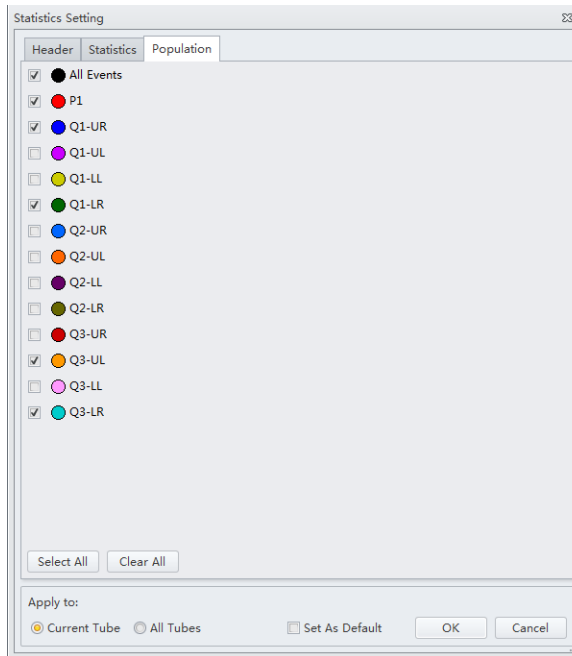 Statistics Setting
Header Statistics Population
All Events
P1
Q1-UR
Q1-UL
Q1-LL
Q1-LR
Q2-UR
Q2-UL
Q2-LL
Q2-LR
Q3-UR
Q3-UL
Q3-LL
Q3-LR
Select All Clear All
Apply to:
Current Tube All Tubes Set As Default OK Cancel